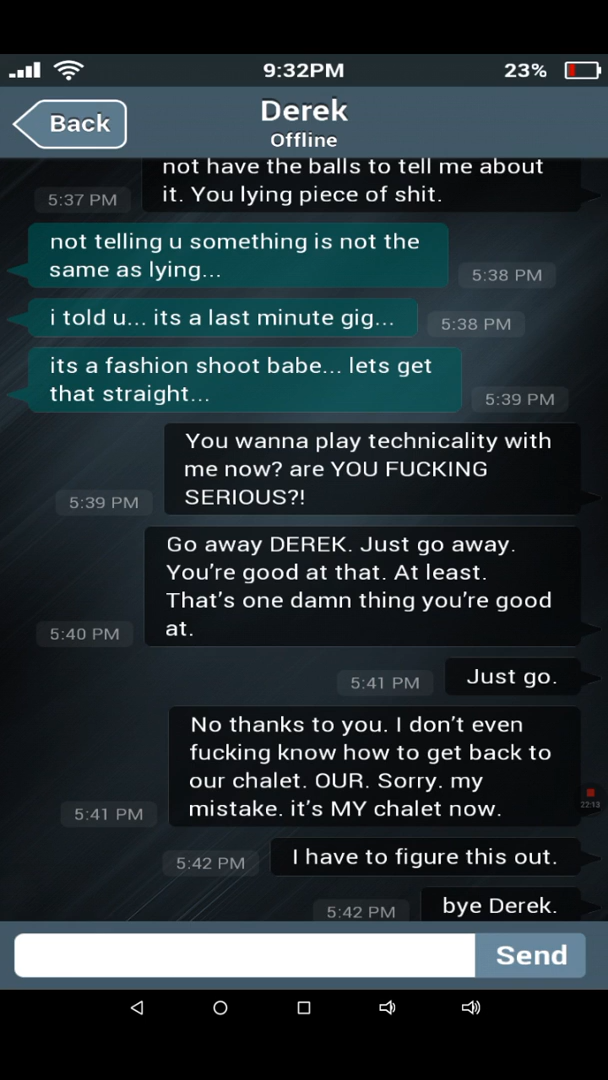 9:32PM
23%
Back
Derek
Offline
not have the balls to tell me about
it. You lying piece of shit.
5:37 PM
not telling u something is not the
same as lying...
5:38 PM
i told u... its a last minute gig...
5:38 PM
its a fashion shoot babe... lets get
that straight...
5:39 PM
You wanna play technicality with
me now? are YOU FUCKING
SERIOUS?!
5:39 PM
Go away DEREK. Just go away.
You're good at that. At least.
That's one damn thing you're good
at.
5:40 PM
Just go.
5:41 PM
No thanks to you. I don't even
fucking know how to get back to
our chalet. OUR. Sorry. my
mistake. it's MY chalet now.
5:41 PM
22:13
I have to figure this out.
5:42 PM
bye Derek.
5:42 PM
Send